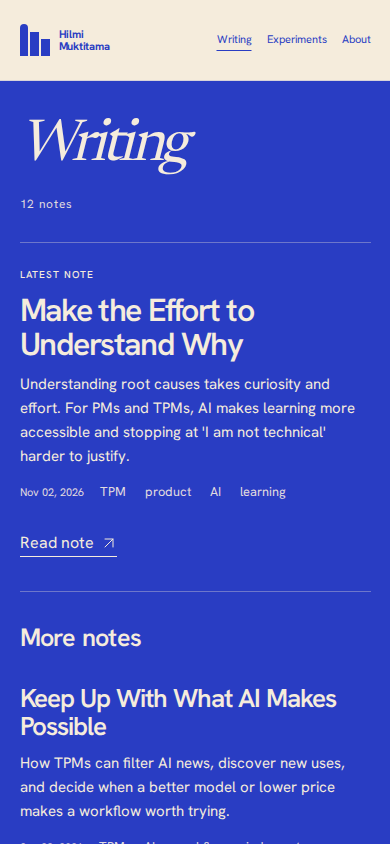 Hilmi
Muktitama
Writing
Experiments
About
Writing
12 notes
LATEST NOTE
Make the Effort to
Understand Why
Understanding root causes takes curiosity and
effort. For PMs and TPMs, AI makes learning more
accessible and stopping at 'I am not technical'
harder to justify.
Nov 02, 2026 TPM product AI learning
Read note
More notes
Keep Up With What AI Makes
Possible
How TPMs can filter AI news, discover new uses,
and decide when a better model or lower price
makes a workflow worth trying.